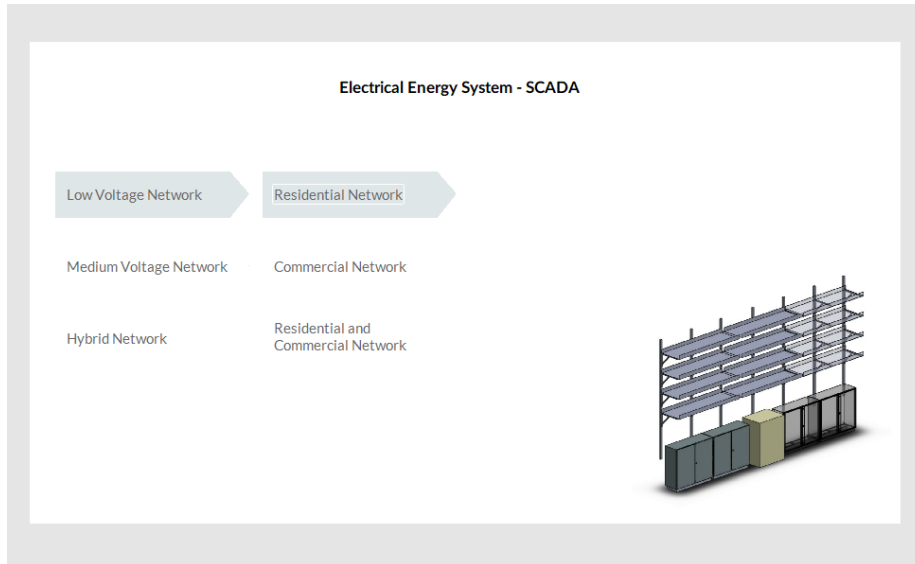 Electrical Energy System - SCADA
Low Voltage Network
Residential Network
Medium Voltage Network
Commercial Network
Hybrid Network
Residential and
Commercial Network